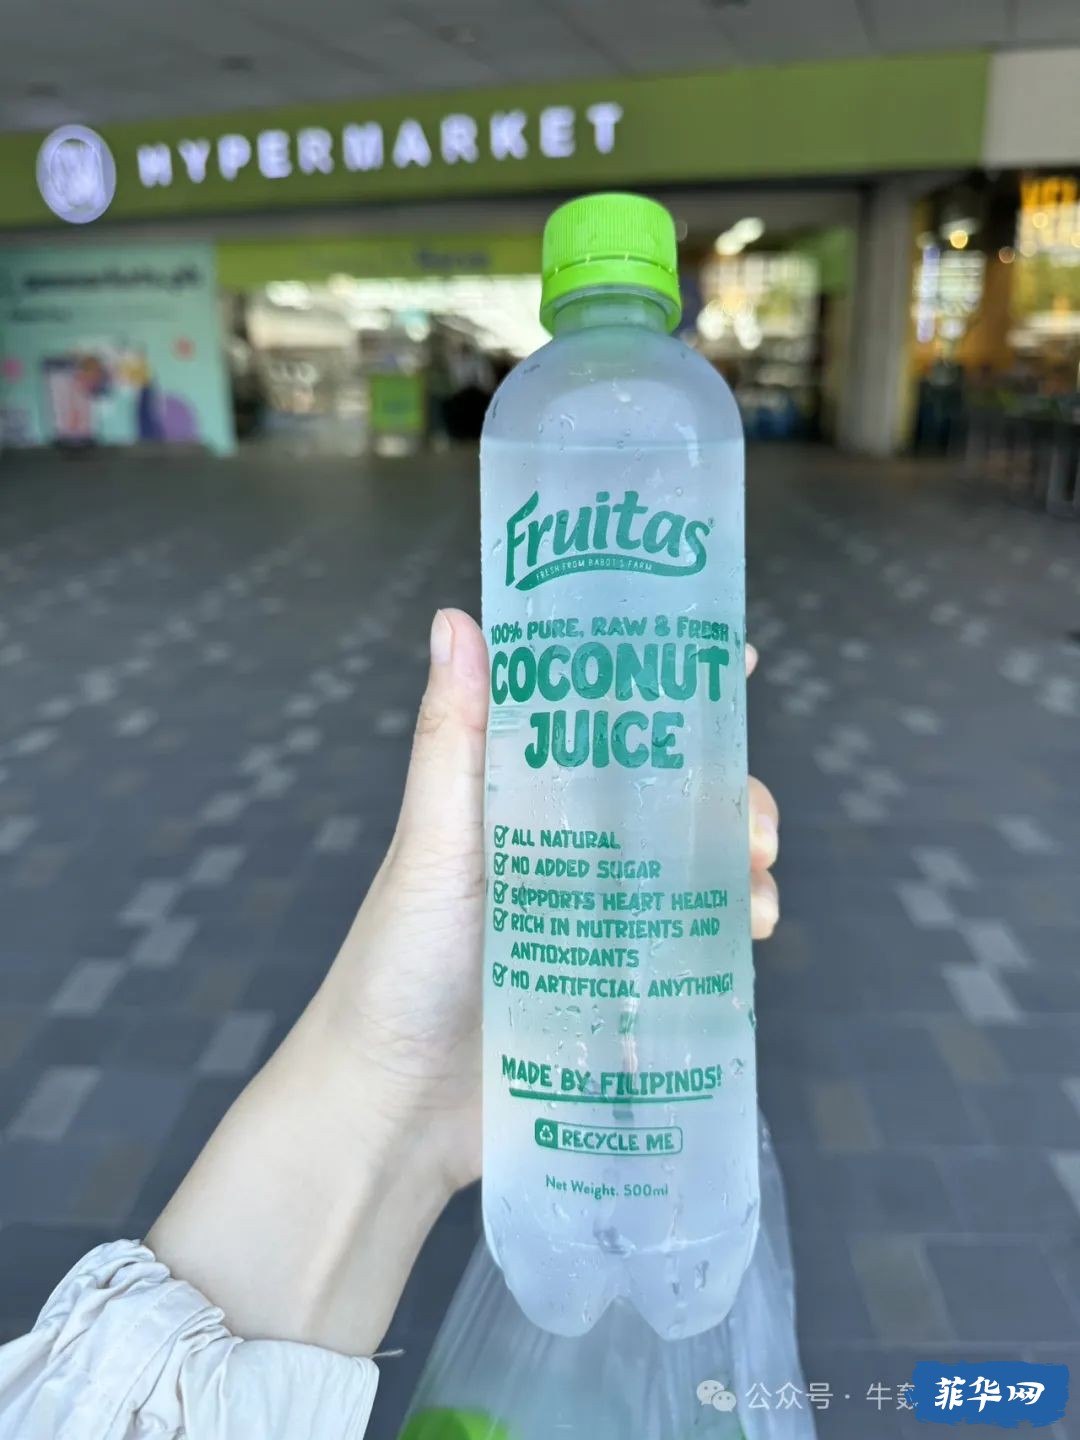 HYPERMARKET
Fruitas
FRESH FROM BABOT'S FARM
100% PURE, RAW & FRESH
COCONUT
JUICE
ALL NATURAL
NO ADDED SUGAR
SUPPORTS HEART HEALTH
RICH IN NUTRIENTS AND
ANTIOXIDANTS
NO ARTIFICIAL ANYTHING!
MADE BY FILIPINOS!
RECYCLE ME
Net Weight. 500ml
公众号 · 牛
菲华网